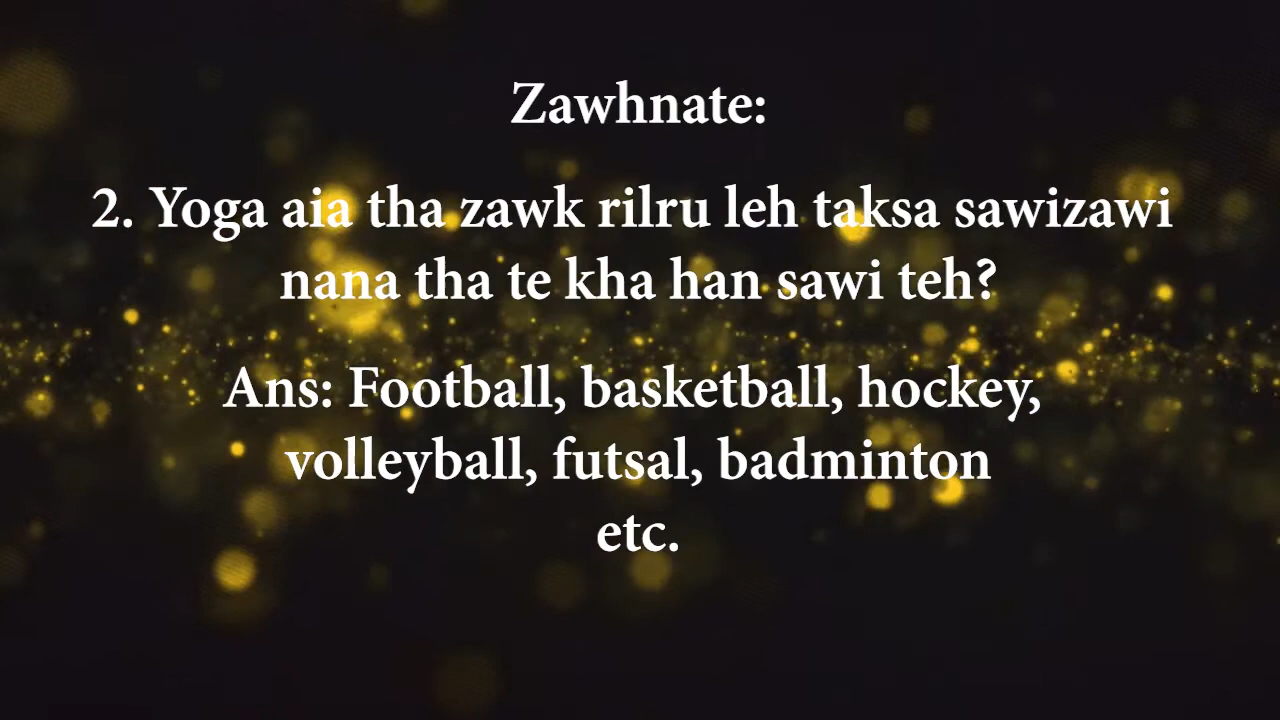 Zawhnate:
2. Yoga aia tha zawk rilru leh taksa sawizawi
nana tha te kha han sawi teh?
Ans: Football, basketball, hockey,
volleyball, futsal, badminton
etc.